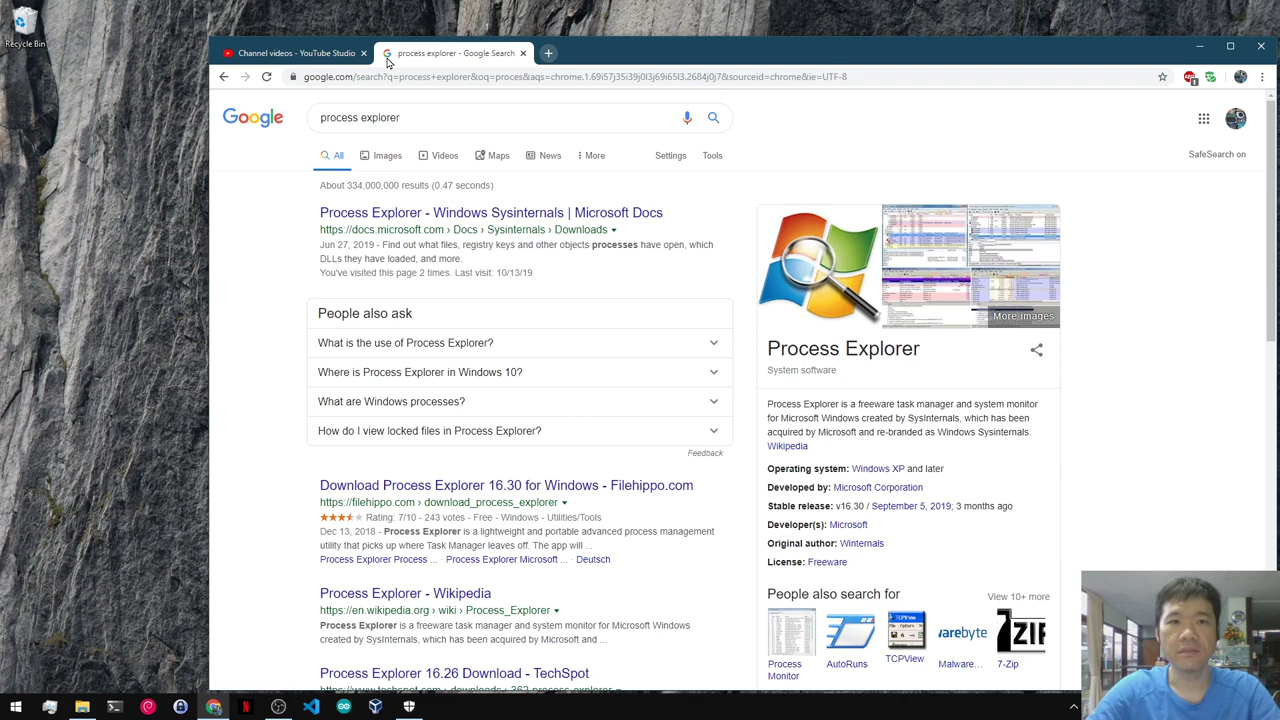 Recycle Bin
Channel videos - YouTube Studio
process explorer - Google Search
google.com/search?q=process+explorer&oq=proces&aqs=chrome.1.69i57j35i39j0l3j69i65l3.2684j0j7&sourceid=chrome&ie=UTF-8
Google
process explorer
All
Images
Videos
Maps
News
More
Settings
Tools
SafeSearch on
About 334,000,000 results (0.47 seconds)
Process Explorer - Windows Sysinternals | Microsoft Docs
https://docs.microsoft.com › Docs › Sysinternals › Downloads
19 - Find out what files, registry keys and other objects processes have open, which
DLLs they have loaded, and more.
You've visited this page 2 times. Last visit: 10/13/19
People also ask
What is the use of Process Explorer?
Where is Process Explorer in Windows 10?
What are Windows processes?
How do I view locked files in Process Explorer?
Feedback
Download Process Explorer 16.30 for Windows - Filehippo.com
https://filehippo.com › download_process_explorer
Rating: 7/10 - 243 votes - Free - Windows - Utilities/Tools
Dec 13, 2018 - Process Explorer is a lightweight and portable advanced process management
utility that picks up where Task Manager leaves off. The app will ...
Process Explorer Process ... · Process Explorer Microsoft ... · Deutsch
Process Explorer - Wikipedia
https://en.wikipedia.org › wiki › Process_Explorer
Process Explorer is a freeware task manager and system monitor for Microsoft Windows
created by SysInternals, which has been acquired by Microsoft and ...
Process Explorer 16.26 Download - TechSpot
https://www.techspot.com › downloads › 362-process-explorer
More images
Process Explorer
System software
Process Explorer is a freeware task manager and system monitor
for Microsoft Windows created by SysInternals, which has been
acquired by Microsoft and re-branded as Windows Sysinternals.
Wikipedia
Operating system: Windows XP and later
Developed by: Microsoft Corporation
Stable release: v16.30 / September 5, 2019; 3 months ago
Developer(s): Microsoft
Original author: Winternals
License: Freeware
People also search for
View 10+ more
Process
Monitor
AutoRuns
TCPView
Malware...
7-Zip